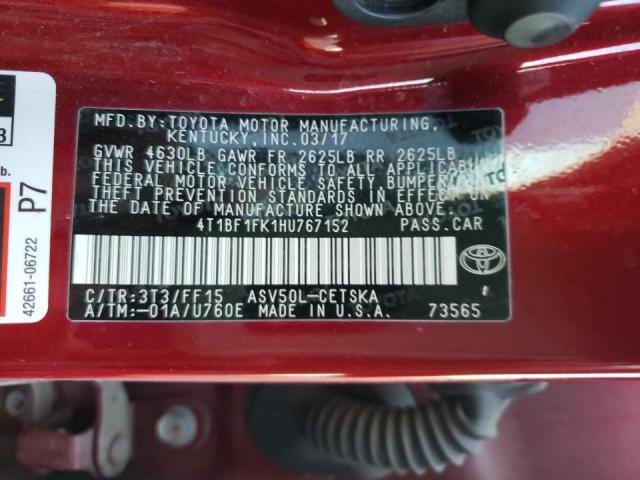 MFD.BY:TOYOTA MOTOR MANUFACTURING,
KENTUCKY,INC.03/17
GVWR 4630LB GAWR FR 2625LB RR 2625LB
THIS VEHICLE CONFORMS TO ALL
FEDERAL MOTOR VEHICLE SAFETY,BUMPER,
THEFT PREVENTION STANDARDS IN EFFECT ON
THE DATE OF MANUFACTURE SHOWN ABOVE.
4T1BF1FK1HU767152 PASS.CAR
C/TR:3T3/FF15 ASV50L-CETSKA
A/TM:-01A/U760E MADE IN U.S.A. 73565
TOYOTA
P7
42661-06722